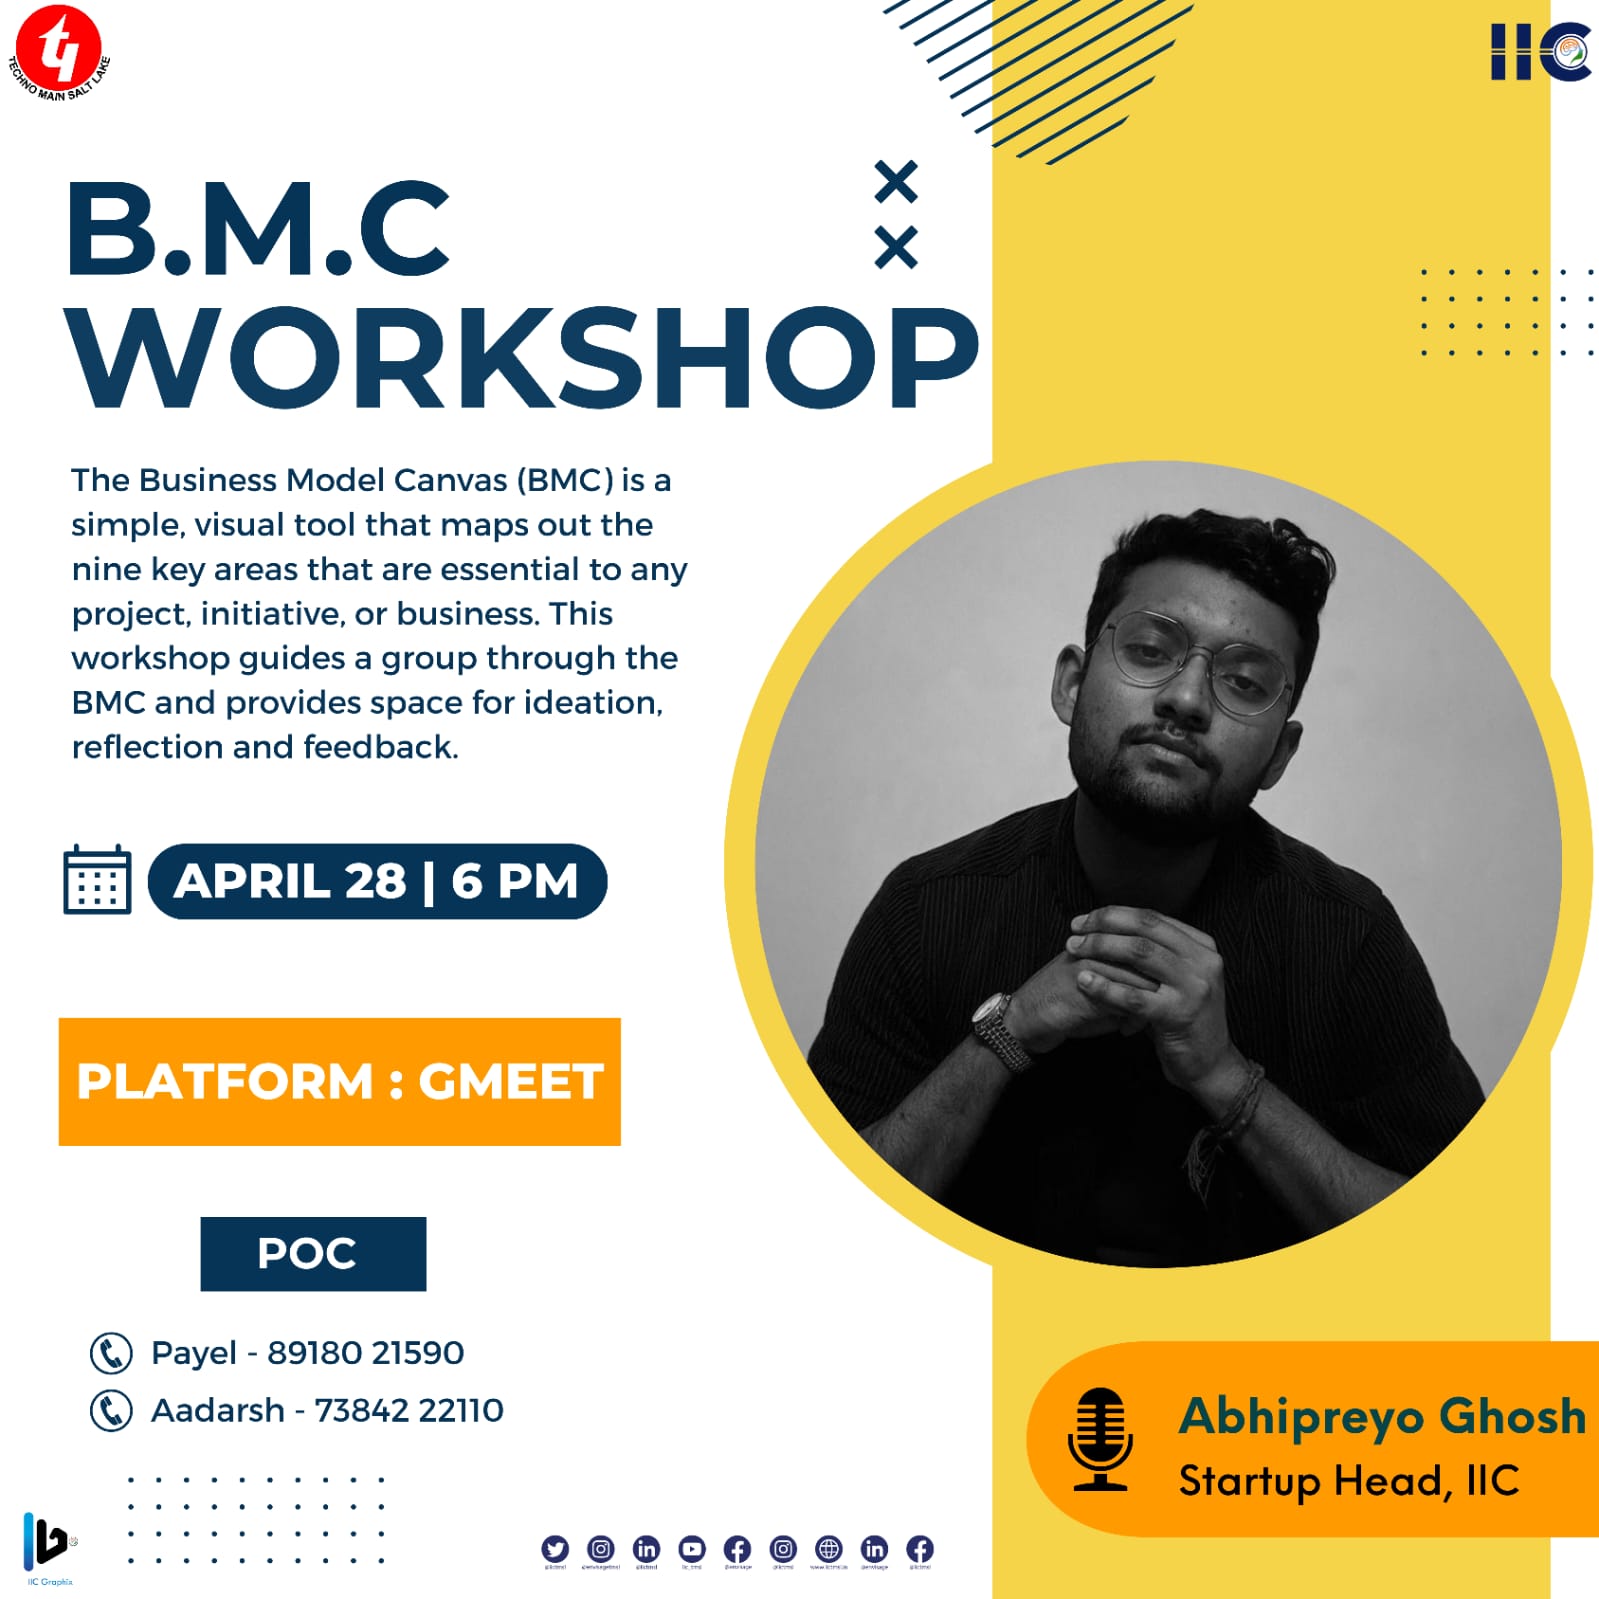 TECHNO MAIN SALT LAKE
IIC
B.M.C
WORKSHOP
The Business Model Canvas (BMC) is a
simple, visual tool that maps out the
nine key areas that are essential to any
project, initiative, or business. This
workshop guides a group through the
BMC and provides space for ideation,
reflection and feedback.
APRIL 28 | 6 PM
PLATFORM : GMEET
POC
Payel - 89180 21590
Aadarsh - 73842 22110
Abhipreyo Ghosh
Startup Head, IIC
IIC Graphix